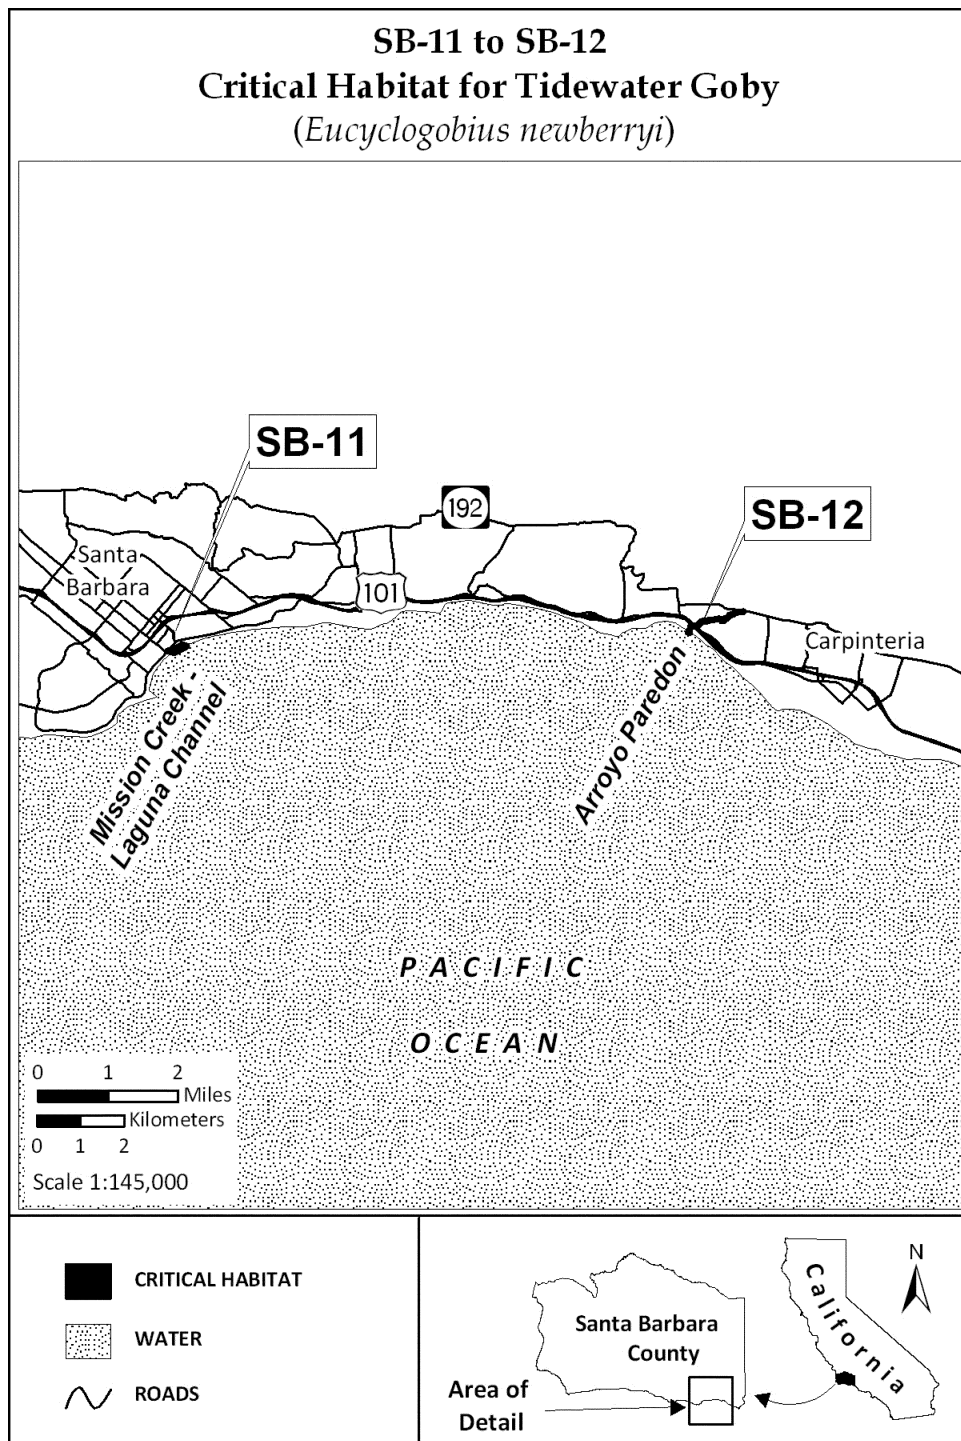 SB-11 to SB-12
Critical Habitat for Tidewater Goby
(Eucyclogobius newberryi)
SB-11
192
SB-12
Santa
Barbara
101
Carpinteria
Mission Creek -
Laguna Channel
Arroyo Paredon
PACIFIC
OCEAN
0 1 2
Miles
Kilometers
0 1 2
Scale 1:145,000
CRITICAL HABITAT
WATER
ROADS
Santa Barbara
County
Area of
Detail
California
N